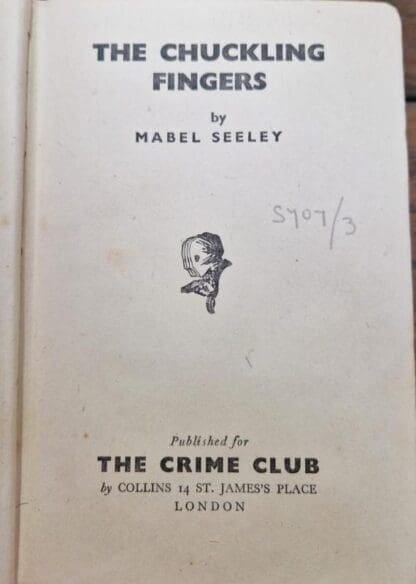 THE CHUCKLING
FINGERS
by
MABEL SEELEY
S707/3
Published for
THE CRIME CLUB
by COLLINS 14 ST. JAMES'S PLACE
LONDON